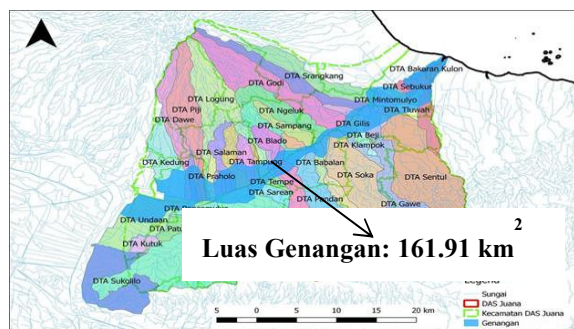 DTA Bakaran Kulon
DTA Srangkang
DTA Godi
DTA Sebukur
DTA Logung
DTA Mintomulyo
DTA Piji
DTA Ngeluk
DTA Tluwah
DTA Dawe
DTA Sampang
DTA Gilis
DTA Beji
DTA Blado
DTA Klampok
DTA Kedung
DTA Salaman
DTA Tampung
DTA Babalan
DTA Praholo
DTA Tempe
DTA Soka
DTA Sentul
DTA Sarean
DTA Pandan
DTA Gawe
DTA Undaan
DTA Patu
DTA Kutuk
DTA Sukolilo
Luas Genangan: 161.91 km2
Legend
Sungai
DAS Juana
Kecamatan DAS Juana
Genangan
5 0 5 10 15 20 km